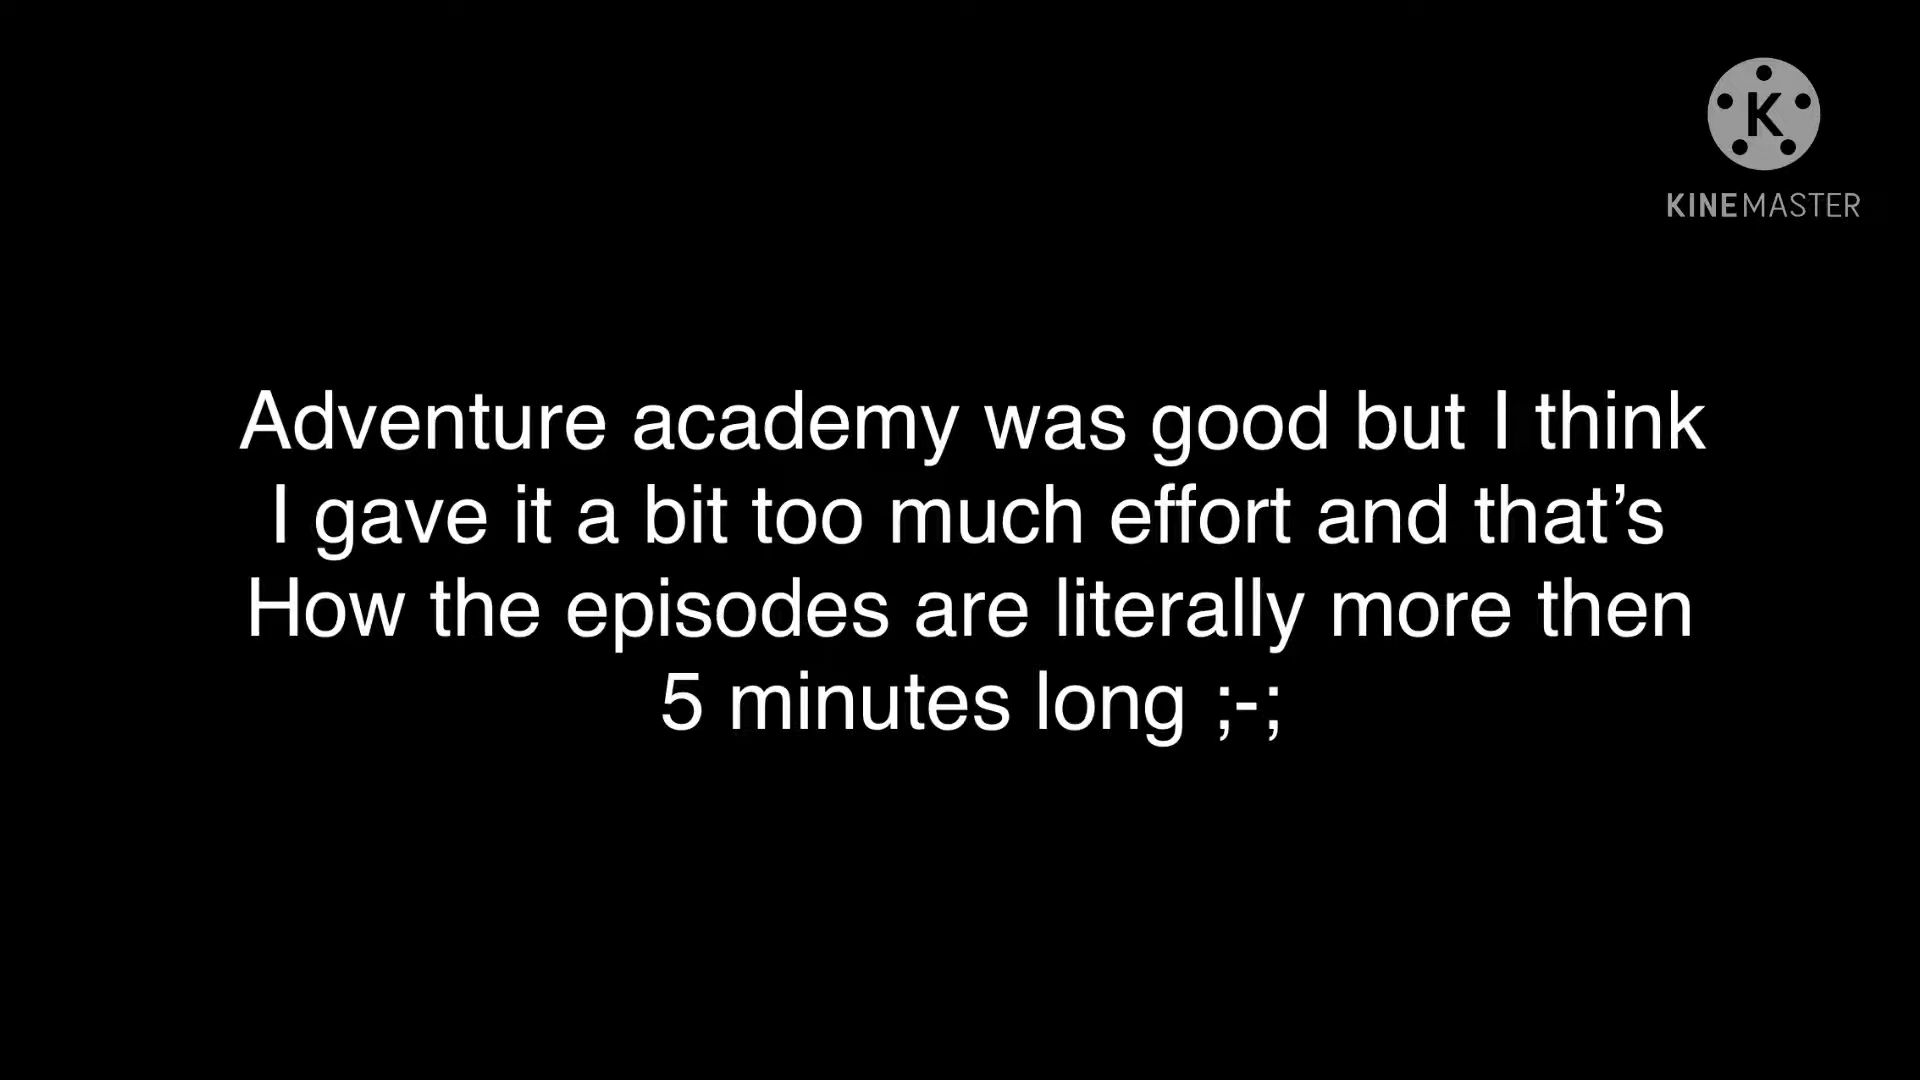 K
KINEMASTER
Adventure academy was good but I think
I gave it a bit too much effort and that’s
How the episodes are literally more then
5 minutes long ;-;